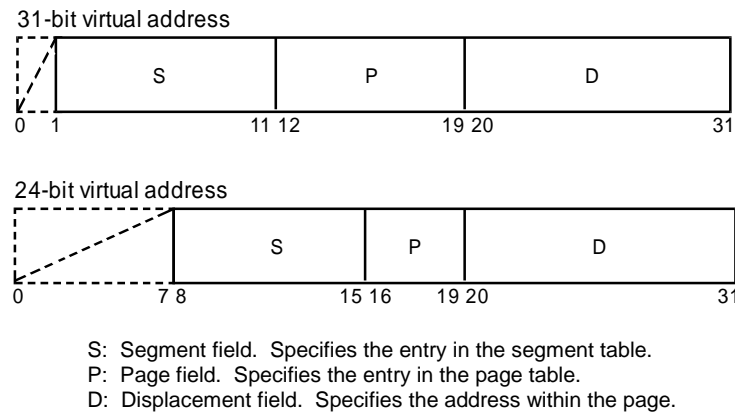 31-bit virtual address
S P D
0 1 11 12 19 20 31
24-bit virtual address
S P D
0 7 8 15 16 19 20 31
S: Segment field. Specifies the entry in the segment table.
P: Page field. Specifies the entry in the page table.
D: Displacement field. Specifies the address within the page.